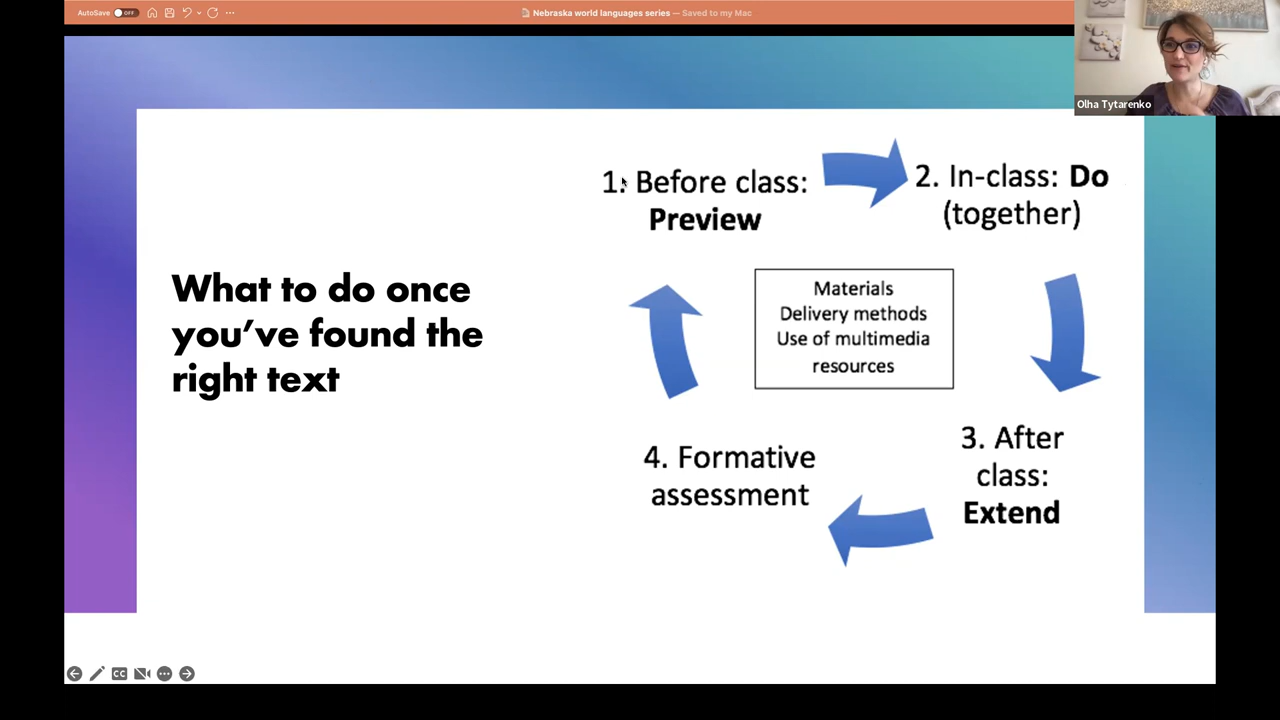 AutoSave OFF
Nebraska world languages series — Saved to my Mac
Olha Tytarenko
What to do once
you’ve found the
right text
1. Before class:
Preview
2. In-class: Do
(together)
Materials
Delivery methods
Use of multimedia
resources
3. After
class:
Extend
4. Formative
assessment
CC